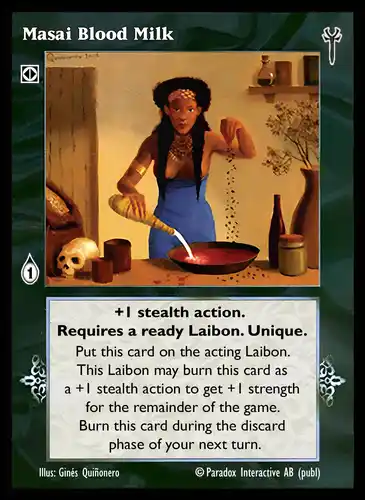 Masai Blood Milk
1
+1 stealth action.
Requires a ready Laibon. Unique.
Put this card on the acting Laibon.
This Laibon may burn this card as
a +1 stealth action to get +1 strength
for the remainder of the game.
Burn this card during the discard
phase of your next turn.
Illus: Ginés Quiñonero © Paradox Interactive AB (publ)